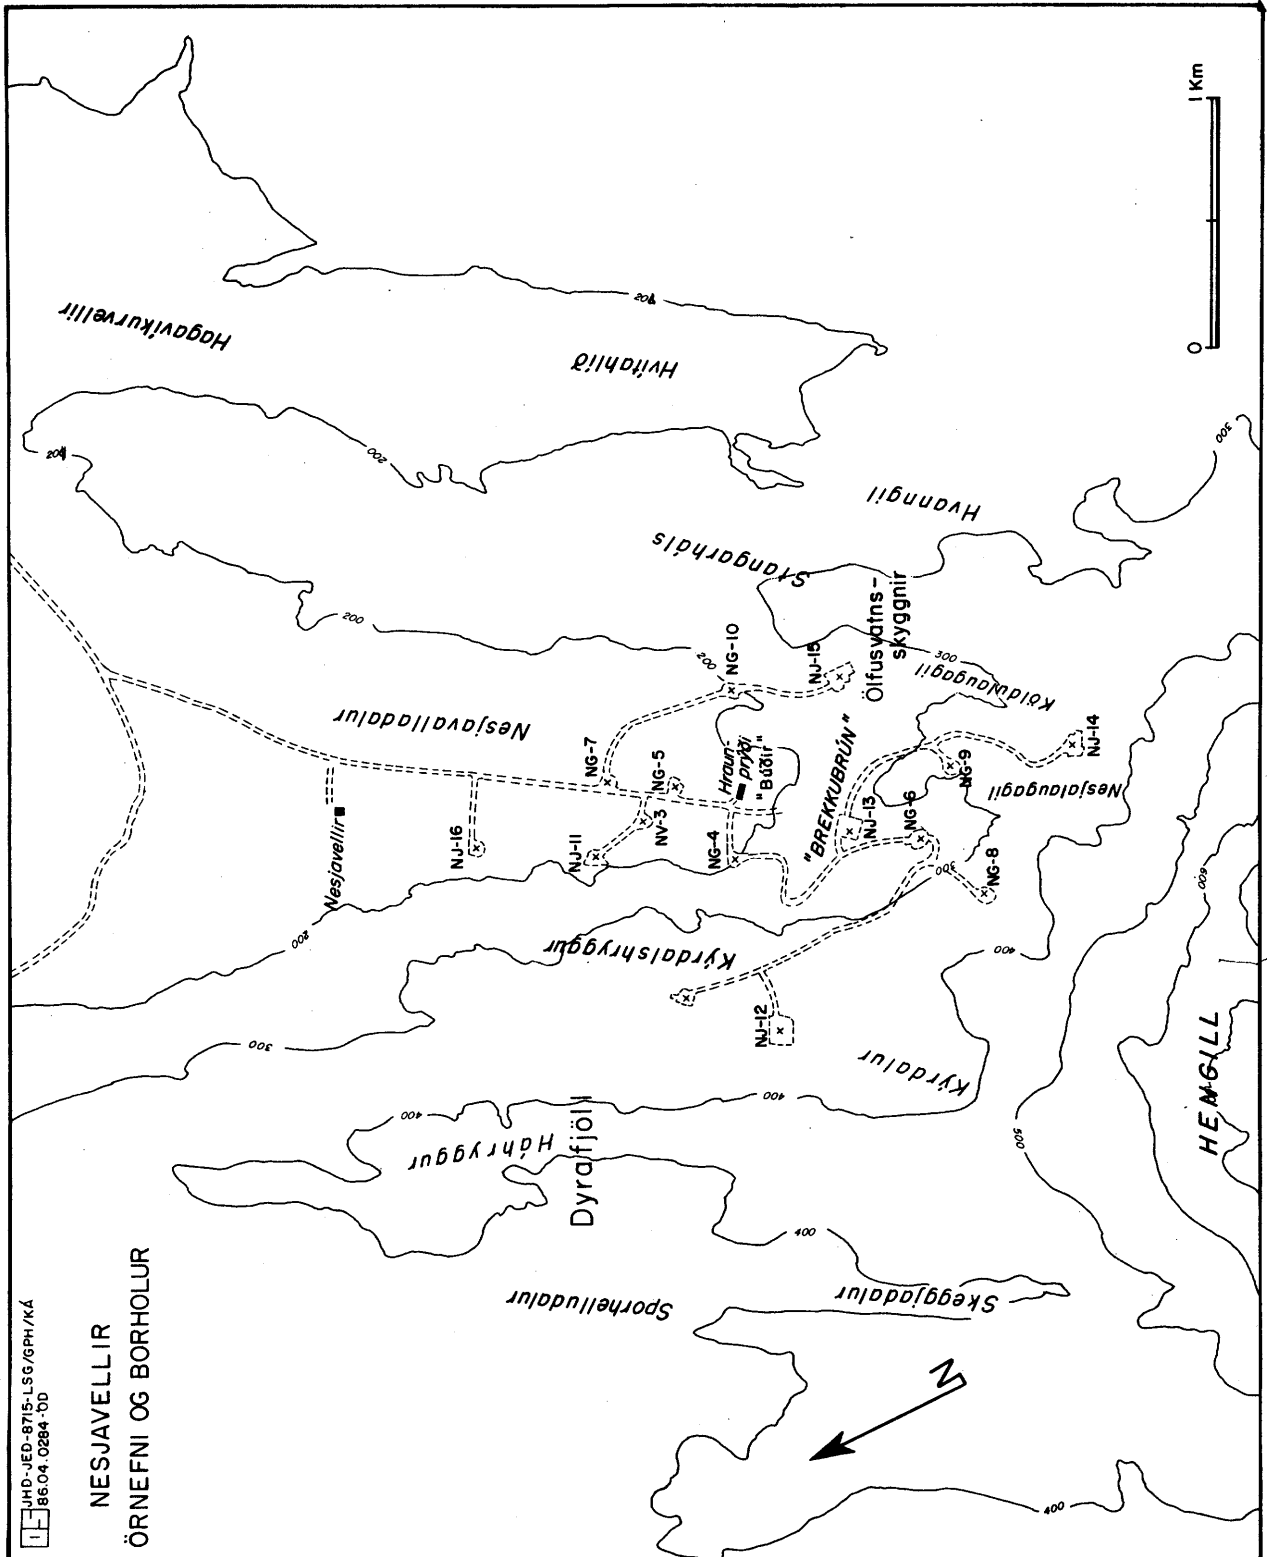 JHD-JED-8715-LSG/GPH/KÁ
86.04.0284-OD
NESJAVELLIR
ÖRNEFNI OG BORHOLUR
Hagavíkurvellir
Hvítahlíð
Hvanngil
Stangarháls
Ölfusvatns-
skyggnir
Köldulaugagil
Nesjalaugagil
Nesjavalladalur
Nesjavellir
Hraun-
prýði
"Búðir"
"BREKKUBRÚN"
Kýrdalshryggur
Kýrdalur
Háhryggur
Dyrafjöll
Sporhelludalur
Skeggjadalur
HENGILL
NG-10
NJ-15
NG-7
NG-5
NJ-16
NJ-11
NV-3
NG-4
NJ-13
NG-6
NG-9
NJ-14
NG-8
NJ-12
200
200
200
200
300
300
300
300
400
400
400
400
400
500
600
0
1 Km
N